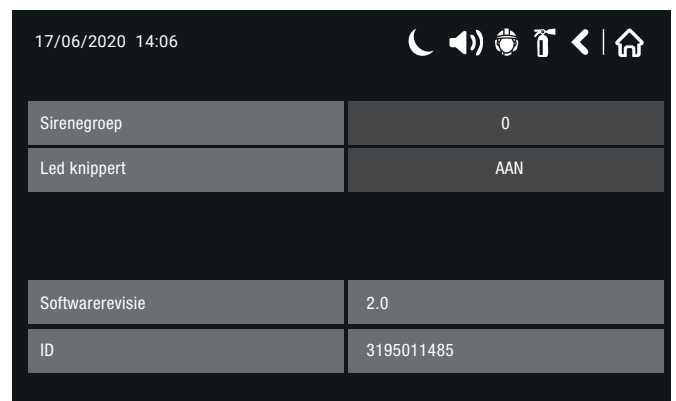 17/06/2020 14:06
Sirenegroep 0
Led knippert AAN
Softwarerevisie 2.0
ID 3195011485